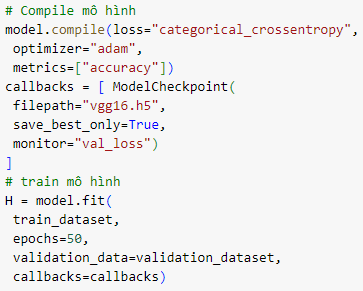 # Compile mô hình
model.compile(loss="categorical_crossentropy",
optimizer="adam",
metrics=["accuracy"])
callbacks = [ ModelCheckpoint(
filepath="vgg16.h5",
save_best_only=True,
monitor="val_loss")
]
# train mô hình
H = model.fit(
train_dataset,
epochs=50,
validation_data=validation_dataset,
callbacks=callbacks)